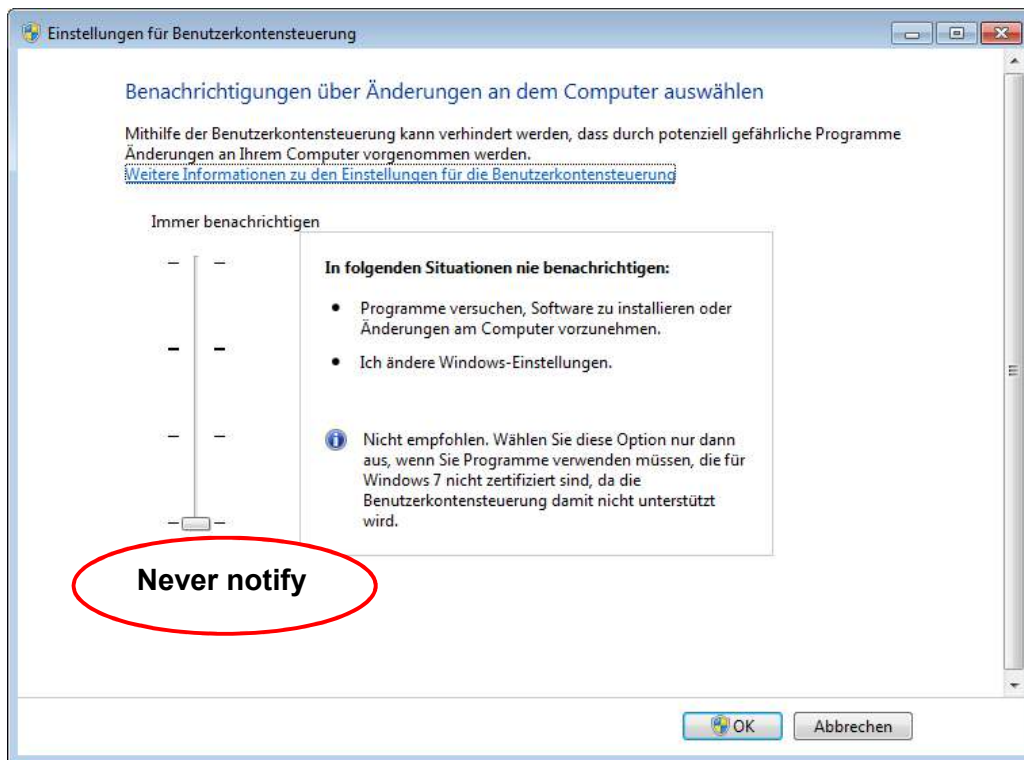 Einstellungen für Benutzerkontensteuerung
Benachrichtigungen über Änderungen an dem Computer auswählen
Mithilfe der Benutzerkontensteuerung kann verhindert werden, dass durch potenziell gefährliche Programme
Änderungen an Ihrem Computer vorgenommen werden.
Weitere Informationen zu den Einstellungen für die Benutzerkontensteuerung
Immer benachrichtigen
In folgenden Situationen nie benachrichtigen:
• Programme versuchen, Software zu installieren oder
Änderungen am Computer vorzunehmen.
• Ich ändere Windows-Einstellungen.
Nicht empfohlen. Wählen Sie diese Option nur dann
aus, wenn Sie Programme verwenden müssen, die für
Windows 7 nicht zertifiziert sind, da die
Benutzerkontensteuerung damit nicht unterstützt
wird.
Never notify
OK
Abbrechen